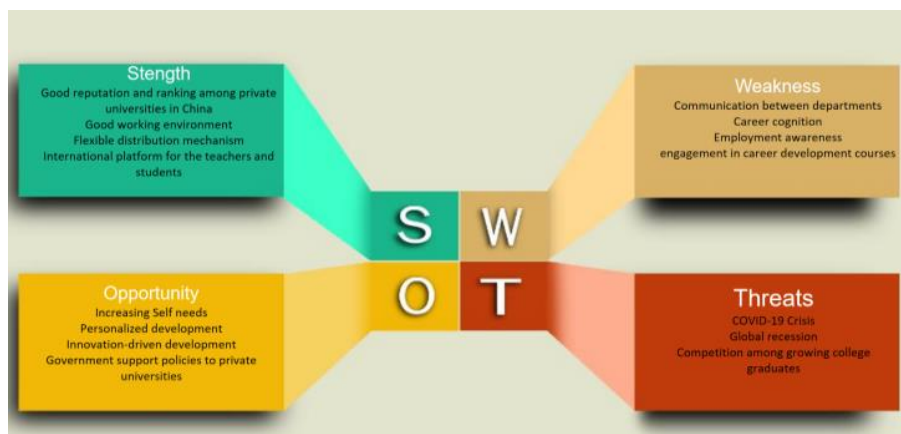 Stength
Good reputation and ranking among private
universities in China
Good working environment
Flexible distribution mechanism
International platform for the teachers and
students
Weakness
Communication between departments
Career cognition
Employment awareness
engagement in career development courses
S W
O T
Opportunity
Increasing Self needs
Personalized development
Innovation-driven development
Government support policies to private
universities
Threats
COVID-19 Crisis
Global recession
Competition among growing college
graduates